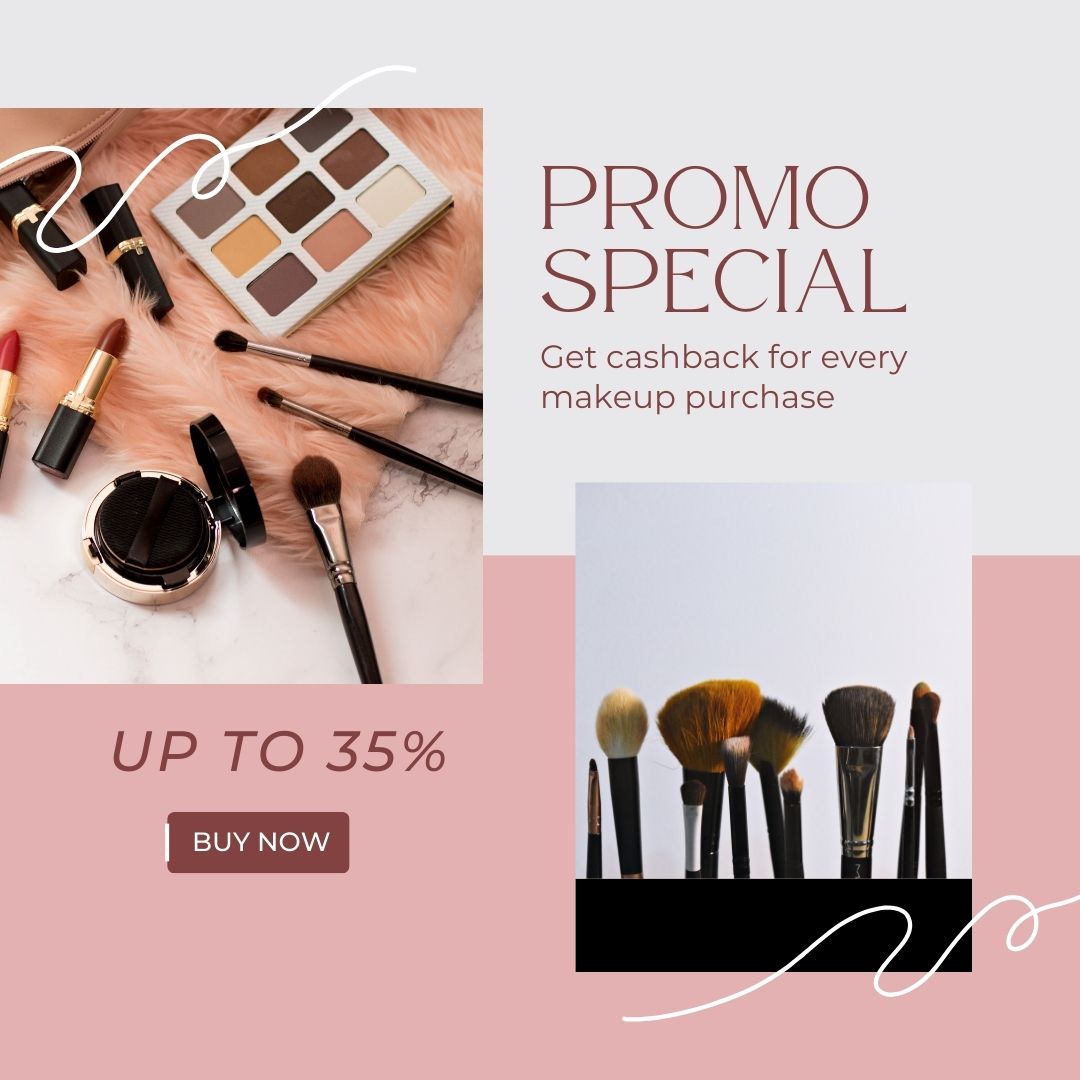 PROMO
SPECIAL
Get cashback for every
makeup purchase
UP TO 35%
BUY NOW